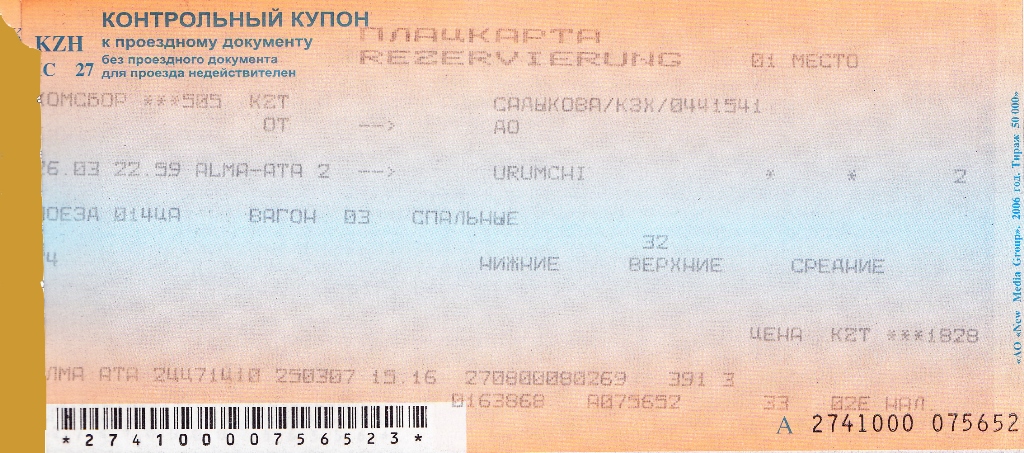 КОНТРОЛЬНЫЙ КУПОН
KZH к проездному документу
без проездного документа
С 27 для проезда недействителен
ПЛАЦКАРТА
REZERVIERUNG 01 МЕСТО
КОМСБОР ***505 KZT САДЫКОВА/КЗХ/0441541
ОТ --> АО
26.03 22.59 ALMA-ATA 2 --> URUMCHI * * 2
ПОЕЗД 014ЦА ВАГОН 03 СПАЛЬНЫЕ
32
НИЖНИЕ ВЕРХНИЕ СРЕДНИЕ
ЦЕНА KZT ***1828
АЛМА АТА 24471410 250307 15.16 270800080269 391 З
0163868 А075652 33 02Е НАЛ
*2741000075652 3*
А 2741000 075652
АО «New Media Group». 2006 год. Тираж 50 000»